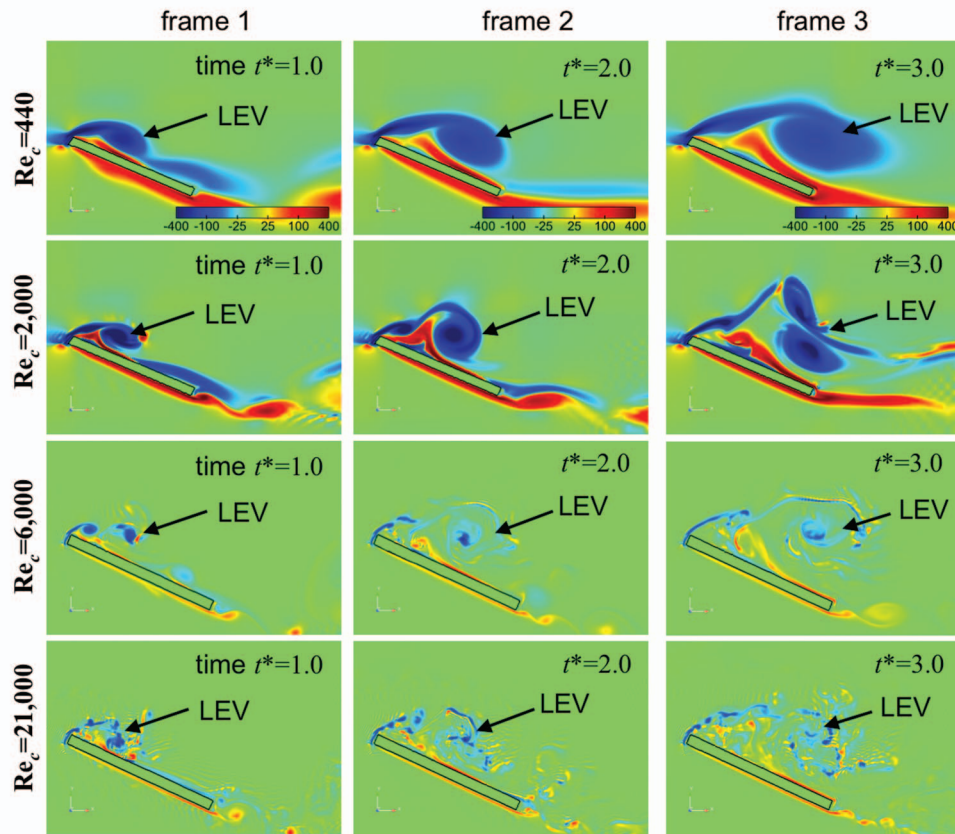 frame 1 frame 2 frame 3
Re_c=440
time t*=1.0
LEV
-400 -100 -25 25 100 400
t*=2.0
LEV
-400 -100 -25 25 100 400
t*=3.0
LEV
-400 -100 -25 25 100 400
Re_c=2,000
time t*=1.0
LEV
t*=2.0
LEV
t*=3.0
LEV
Re_c=6,000
time t*=1.0
LEV
t*=2.0
LEV
t*=3.0
LEV
Re_c=21,000
time t*=1.0
LEV
t*=2.0
LEV
t*=3.0
LEV